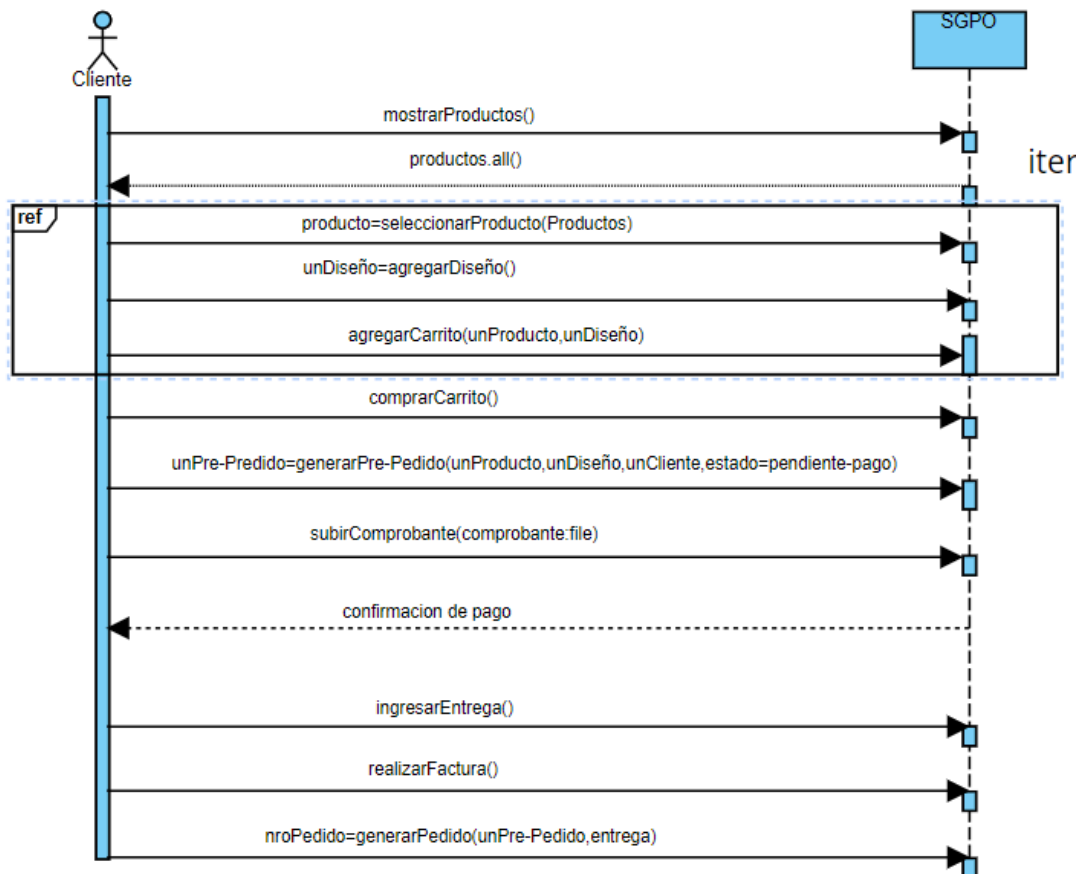 SGPO
Cliente
mostrarProductos()
productos.all()
iter
ref
producto=seleccionarProducto(Productos)
unDiseño=agregarDiseño()
agregarCarrito(unProducto,unDiseño)
comprarCarrito()
unPre-Predido=generarPre-Pedido(unProducto,unDiseño,unCliente,estado=pendiente-pago)
subirComprobante(comprobante:file)
confirmacion de pago
ingresarEntrega()
realizarFactura()
nroPedido=generarPedido(unPre-Pedido,entrega)